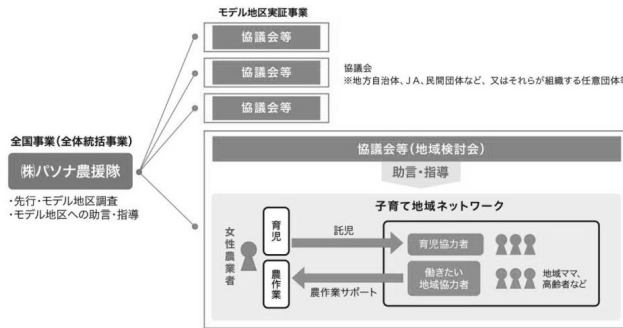 モデル地区実証事業
協議会等
協議会等
協議会等
協議会
※地方自治体、JA、民間団体など、又はそれらが組織する任意団体等
全国事業(全体統括事業)
㈱パソナ農援隊
・先行・モデル地区調査
・モデル地区への助言・指導
協議会等(地域検討会)
助言・指導
子育て地域ネットワーク
女性農業者
育児
農作業
託児
農作業サポート
育児協力者
働きたい
地域協力者
地域ママ、
高齢者など